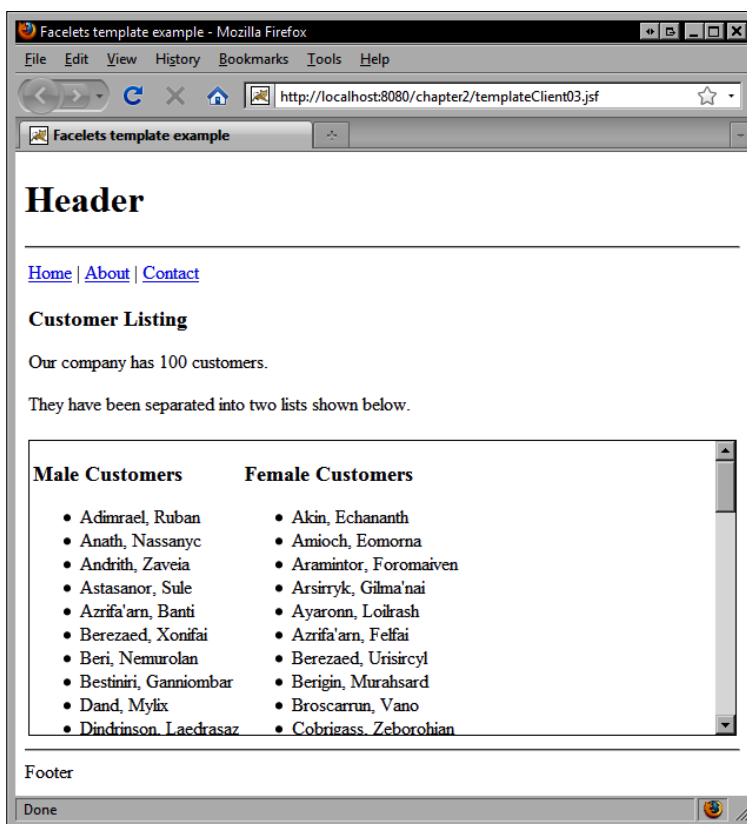 Facelets template example - Mozilla Firefox
File Edit View History Bookmarks Tools Help
http://localhost:8080/chapter2/templateClient03.jsf
Facelets template example
Header
Home | About | Contact
Customer Listing
Our company has 100 customers.
They have been separated into two lists shown below.
Male Customers Female Customers
• Adimrael, Ruban • Akin, Echananth
• Anath, Nassanyc • Amioch, Eomorna
• Andrith, Zaveia • Aramintor, Foromaiven
• Astasanor, Sule • Arsirryk, Gilma'nai
• Azrifa'arn, Banti • Ayaronn, Loilrash
• Berezaed, Xonifai • Azrifa'arn, Felfai
• Beri, Nemurolan • Berezaed, Urisircyl
• Bestiniri, Ganniombar • Berigin, Murahsard
• Dand, Mylix • Broscarrun, Vano
• Dindrinson, Laedrasaz • Cobrigass, Zeborohian
Footer
Done